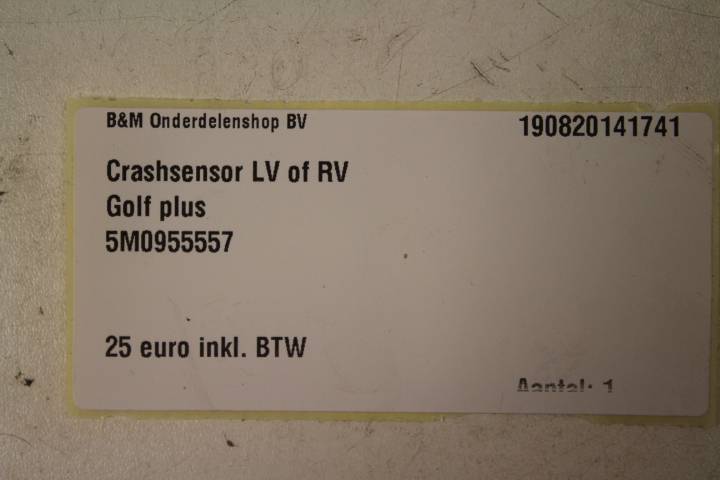 B&M Onderdelenshop BV
190820141741
Crashsensor LV of RV
Golf plus
5M0955557
25 euro inkl. BTW
Aantal: 1